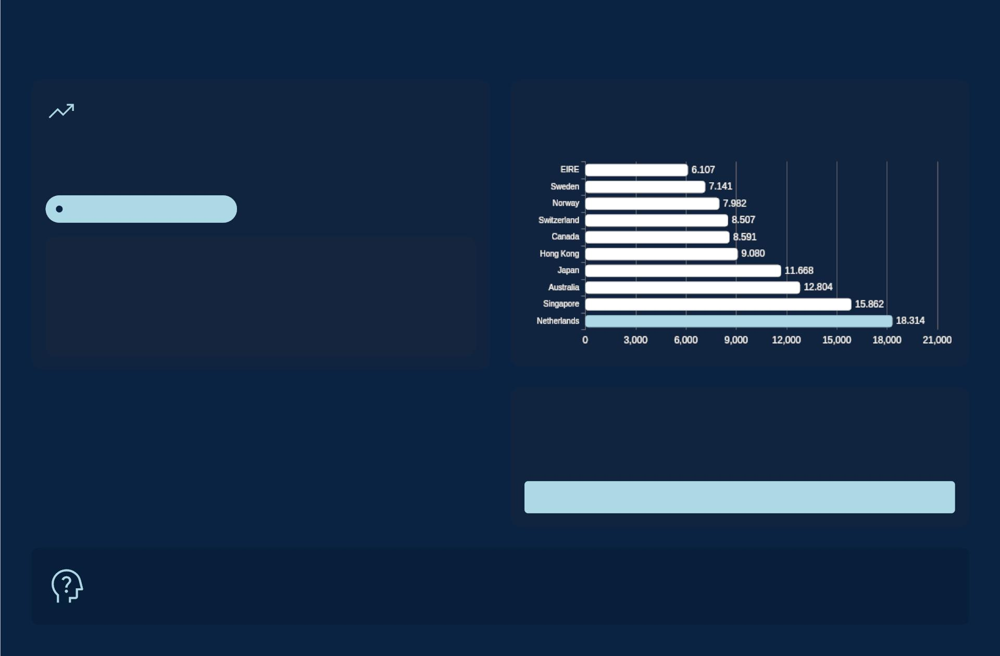 EIRE 6.107
Sweden 7.141
Norway 7.982
Switzerland 8.507
Canada 8.591
Hong Kong 9.080
Japan 11.668
Australia 12.804
Singapore 15.862
Netherlands 18.314
0 3,000 6,000 9,000 12,000 15,000 18,000 21,000
?